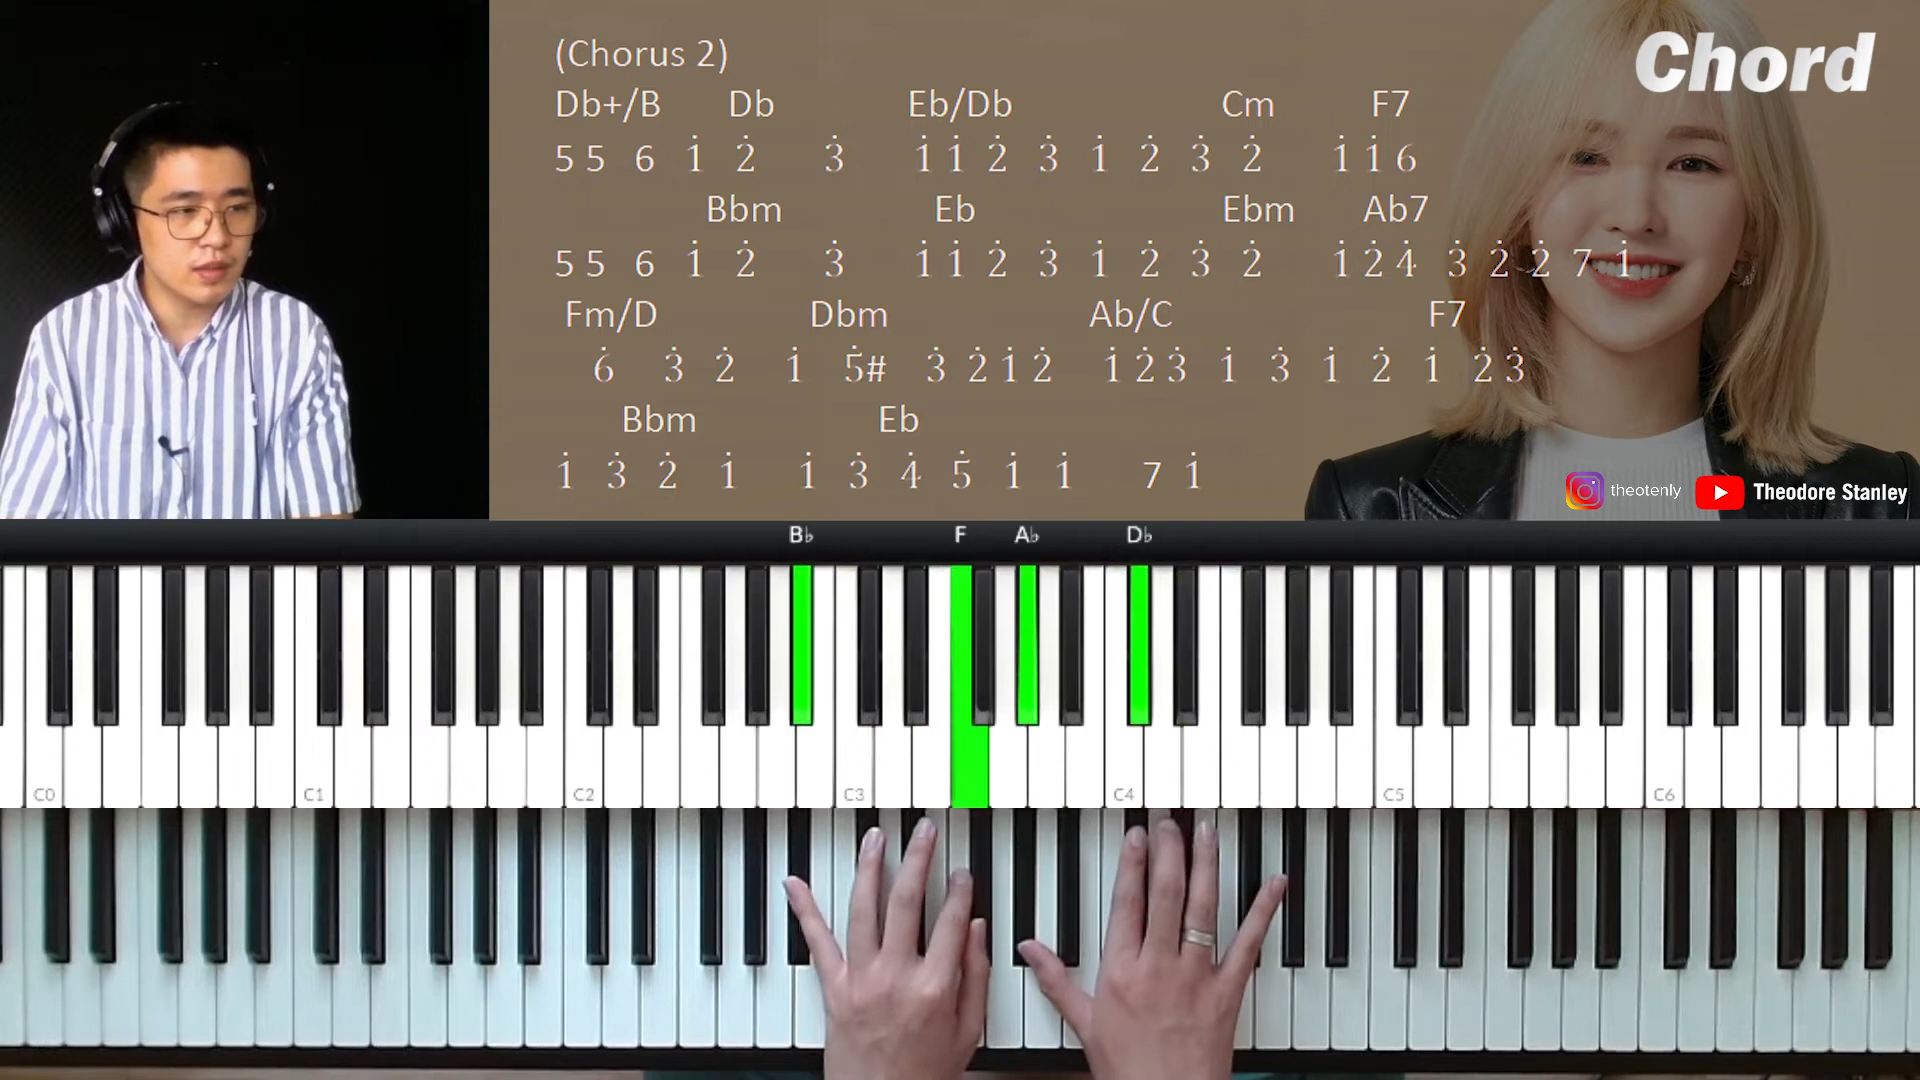 Chord
(Chorus 2)
Db+/B Db Eb/Db Cm F7
5 5 6 1̇ 2̇ 3̇ 1̇ 1̇ 2̇ 3̇ 1̇ 2̇ 3̇ 2̇ 1̇ 1̇ 6
Bbm Eb Ebm Ab7
5 5 6 1̇ 2̇ 3̇ 1̇ 1̇ 2̇ 3̇ 1̇ 2̇ 3̇ 2̇ 1̇ 2̇ 4̇ 3̇ 2̇ 2̇ 7 1̇
Fm/D Dbm Ab/C F7
6̇ 3̇ 2̇ 1̇ 5̇# 3̇ 2̇ 1̇ 2̇ 1̇ 2̇ 3̇ 1̇ 3̇ 1̇ 2̇ 1̇ 2̇ 3̇
Bbm Eb
1̇ 3̇ 2̇ 1̇ 1̇ 3̇ 4̇ 5̇ 1̇ 1̇ 7 1̇
theotenly Theodore Stanley
B♭ F A♭ D♭
C0 C1 C2 C3 C4 C5 C6